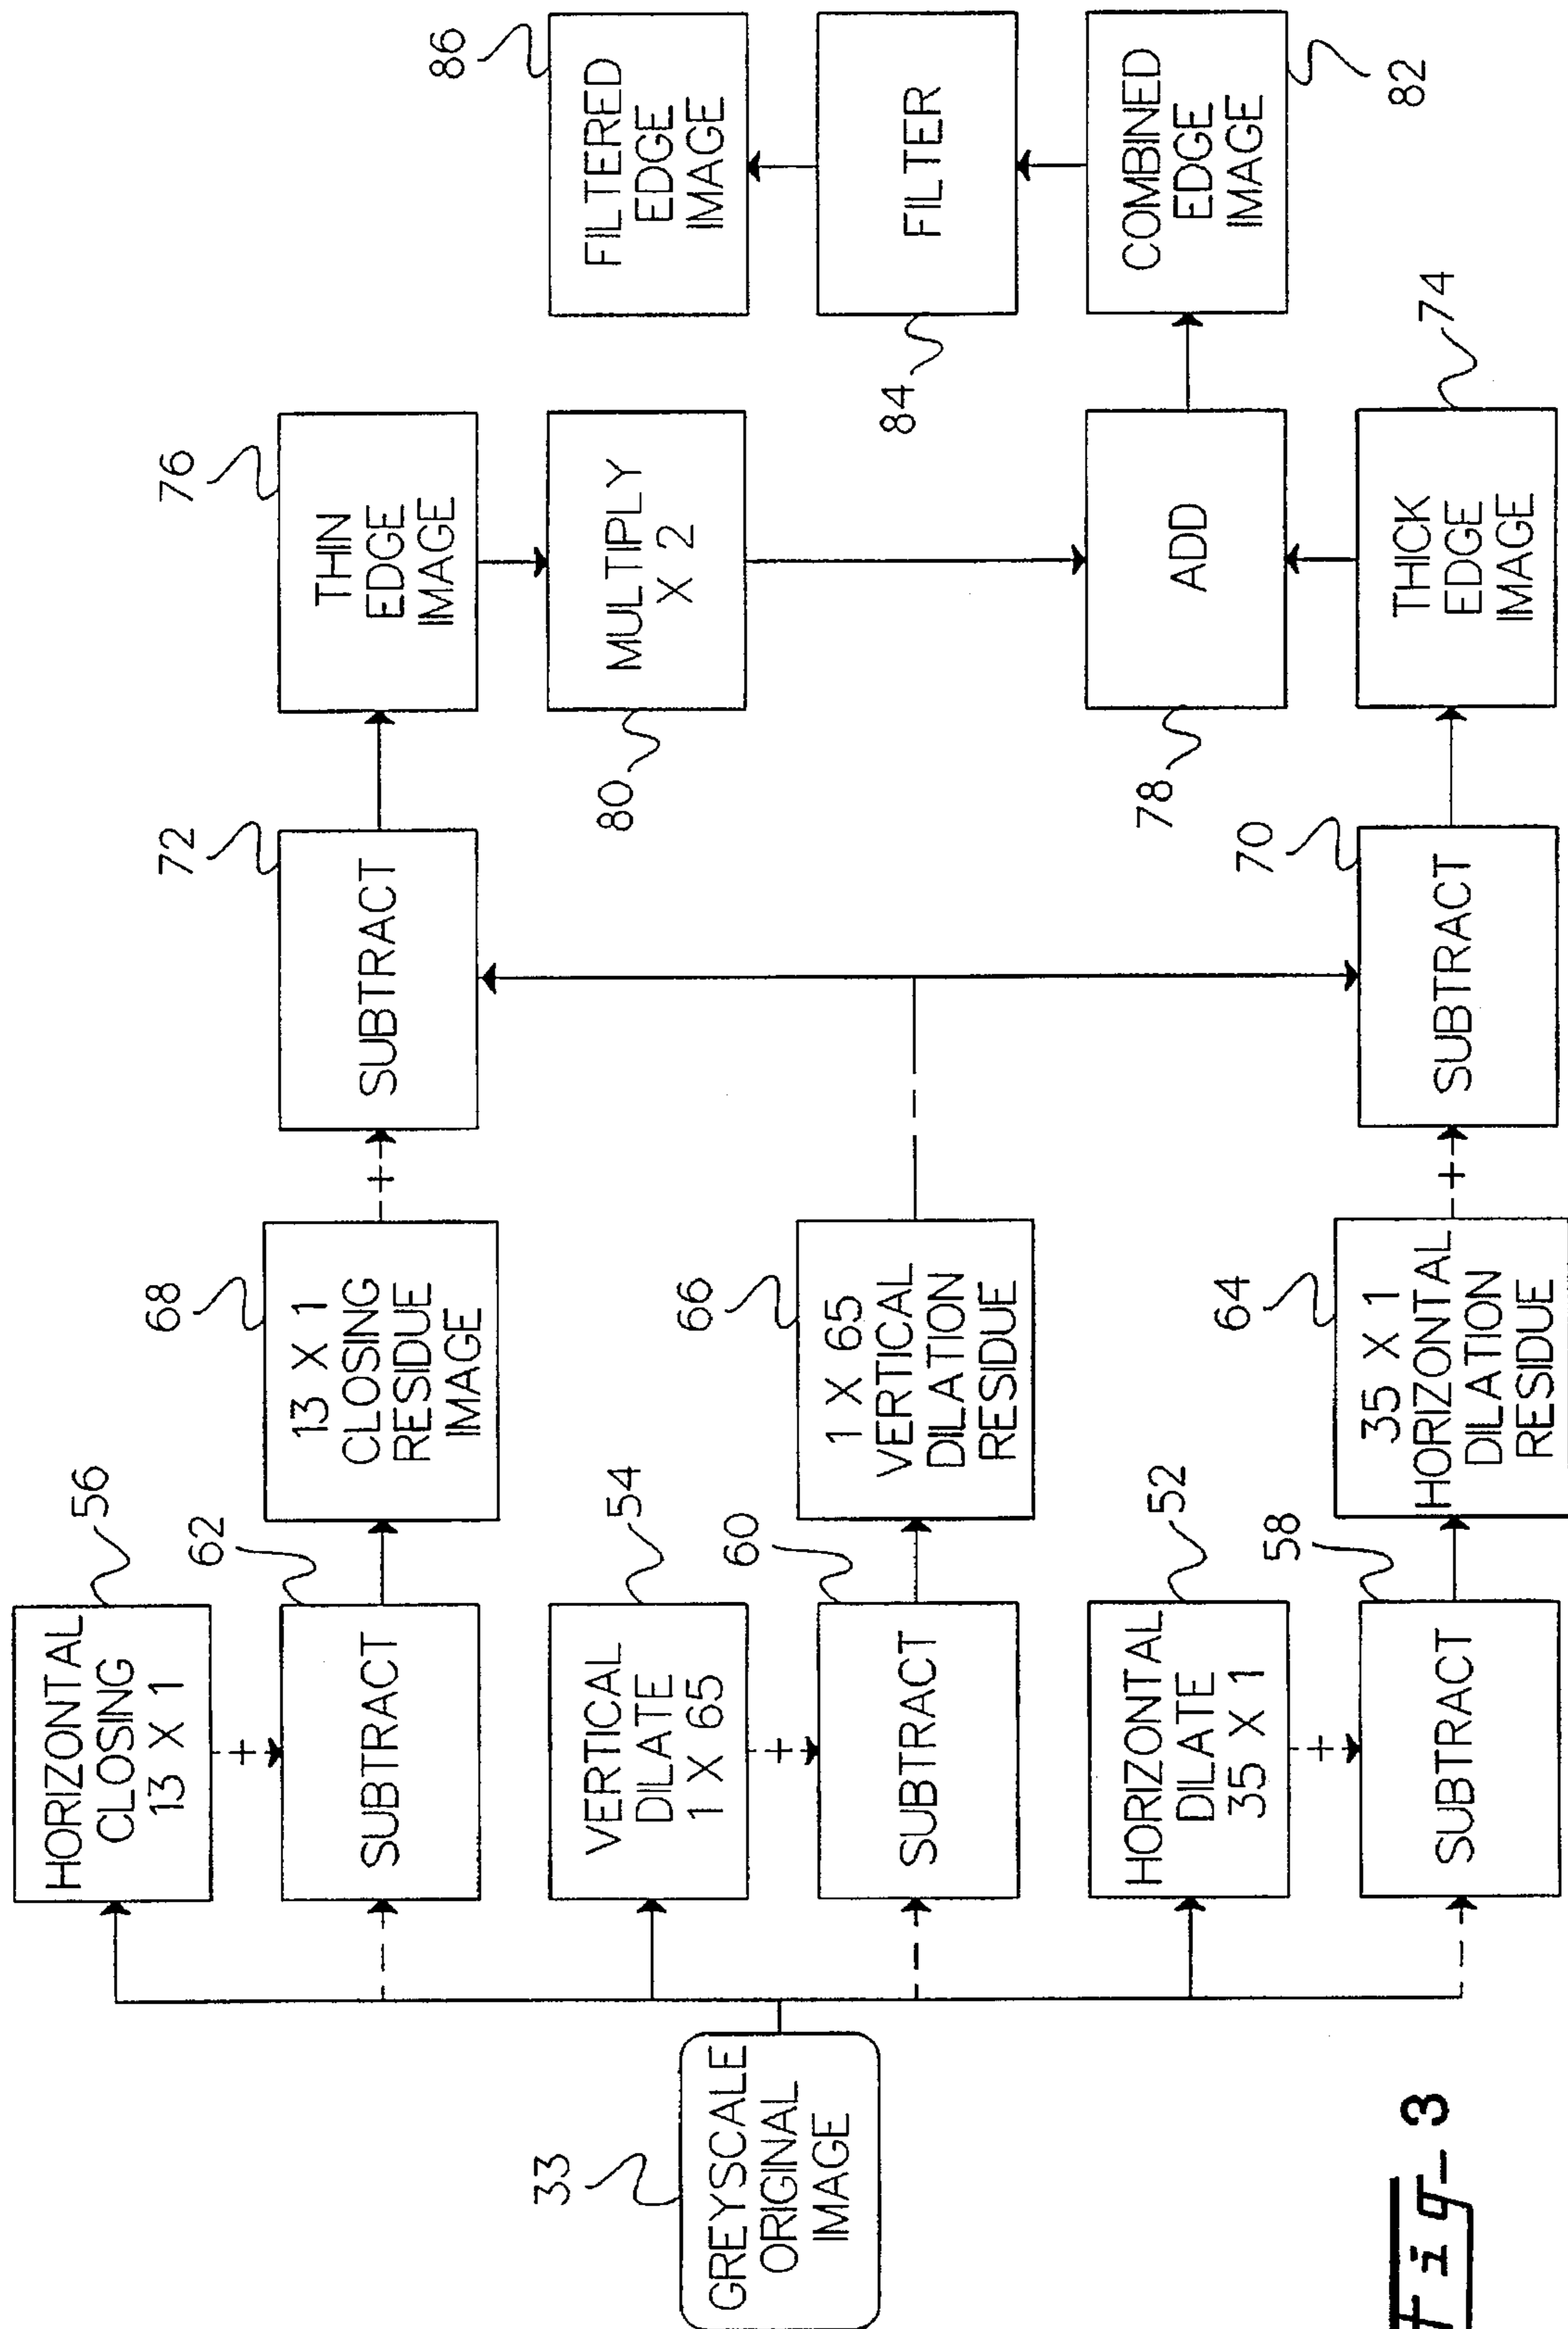 33
GREYSCALE
ORIGINAL
IMAGE
56
HORIZONTAL
CLOSING
13 X 1
+
62
SUBTRACT
54
VERTICAL
DILATE
1 X 65
+
60
SUBTRACT
52
HORIZONTAL
DILATE
35 X 1
+
58
SUBTRACT
68
13 X 1
CLOSING
RESIDUE
IMAGE
+
66
1 X 65
VERTICAL
DILATION
RESIDUE
64
35 X 1
HORIZONTAL
DILATION
RESIDUE
+
72
SUBTRACT
70
SUBTRACT
76
THIN
EDGE
IMAGE
80
MULTIPLY
X 2
78
ADD
74
THICK
EDGE
IMAGE
86
FILTERED
EDGE
IMAGE
84
FILTER
82
COMBINED
EDGE
IMAGE
Fig-3